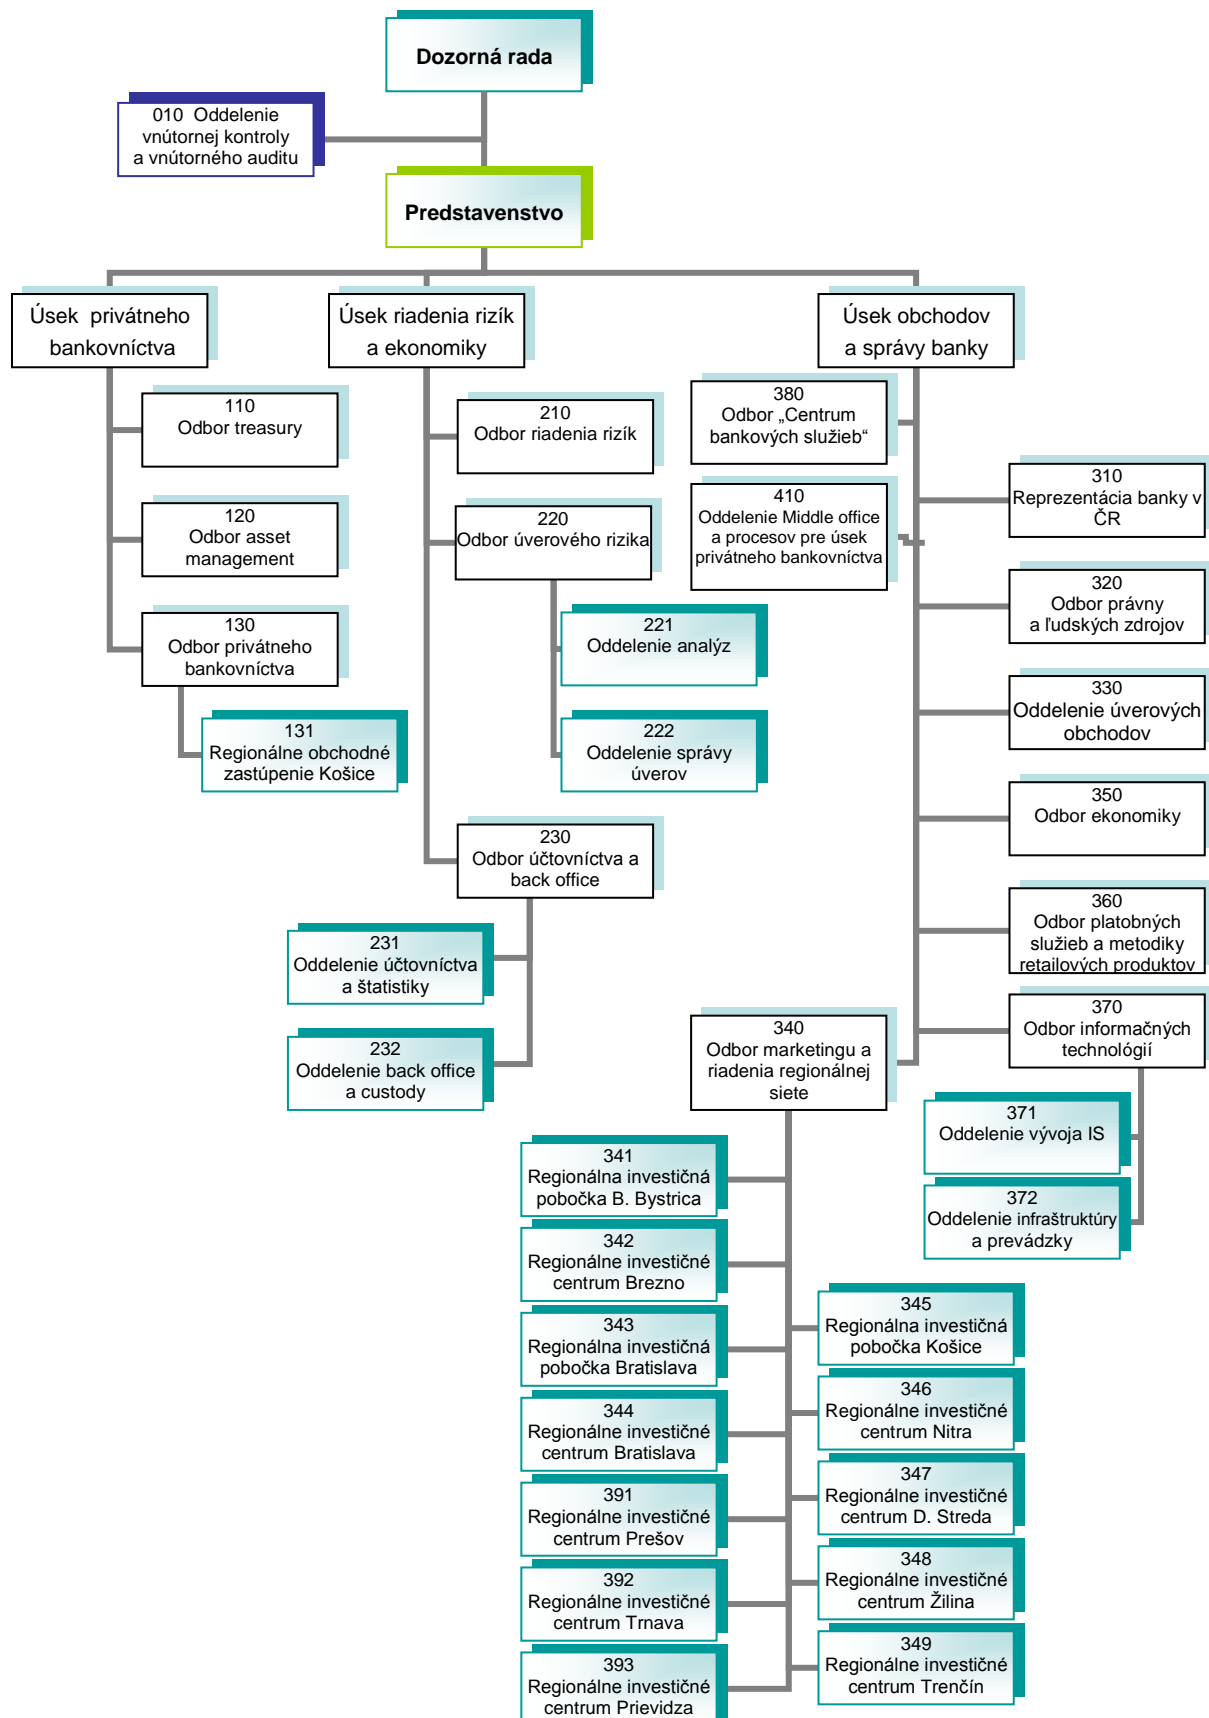 Dozorná rada
010  Oddelenie
vnútornej kontroly
a vnútorného auditu
Predstavenstvo
Úsek  privátneho
bankovníctva
Úsek riadenia rizík
a ekonomiky
Úsek obchodov
a správy banky
110
Odbor treasury
120
Odbor asset
management
130
Odbor privátneho
bankovníctva
131
Regionálne obchodné
zastúpenie Košice
210
Odbor riadenia rizík
220
Odbor úverového rizika
221
Oddelenie analýz
222
Oddelenie správy
úverov
230
Odbor účtovníctva a
back office
231
Oddelenie účtovníctva
a štatistiky
232
Oddelenie back office
a custody
380
Odbor „Centrum
bankových služieb“
410
Oddelenie Middle office
a procesov pre úsek
privátneho bankovníctva
310
Reprezentácia banky v
ČR
320
Odbor právny
a ľudských zdrojov
330
Oddelenie úverových
obchodov
350
Odbor ekonomiky
360
Odbor platobných
služieb a metodiky
retailových produktov
370
Odbor informačných
technológií
371
Oddelenie vývoja IS
372
Oddelenie infraštruktúry
a prevádzky
340
Odbor marketingu a
riadenia regionálnej
siete
341
Regionálna investičná
pobočka B. Bystrica
342
Regionálne investičné
centrum Brezno
343
Regionálna investičná
pobočka Bratislava
344
Regionálne investičné
centrum Bratislava
391
Regionálne investičné
centrum Prešov
392
Regionálne investičné
centrum Trnava
393
Regionálne investičné
centrum Prievidza
345
Regionálna investičná
pobočka Košice
346
Regionálne investičné
centrum Nitra
347
Regionálne investičné
centrum D. Streda
348
Regionálne investičné
centrum Žilina
349
Regionálne investičné
centrum Trenčín